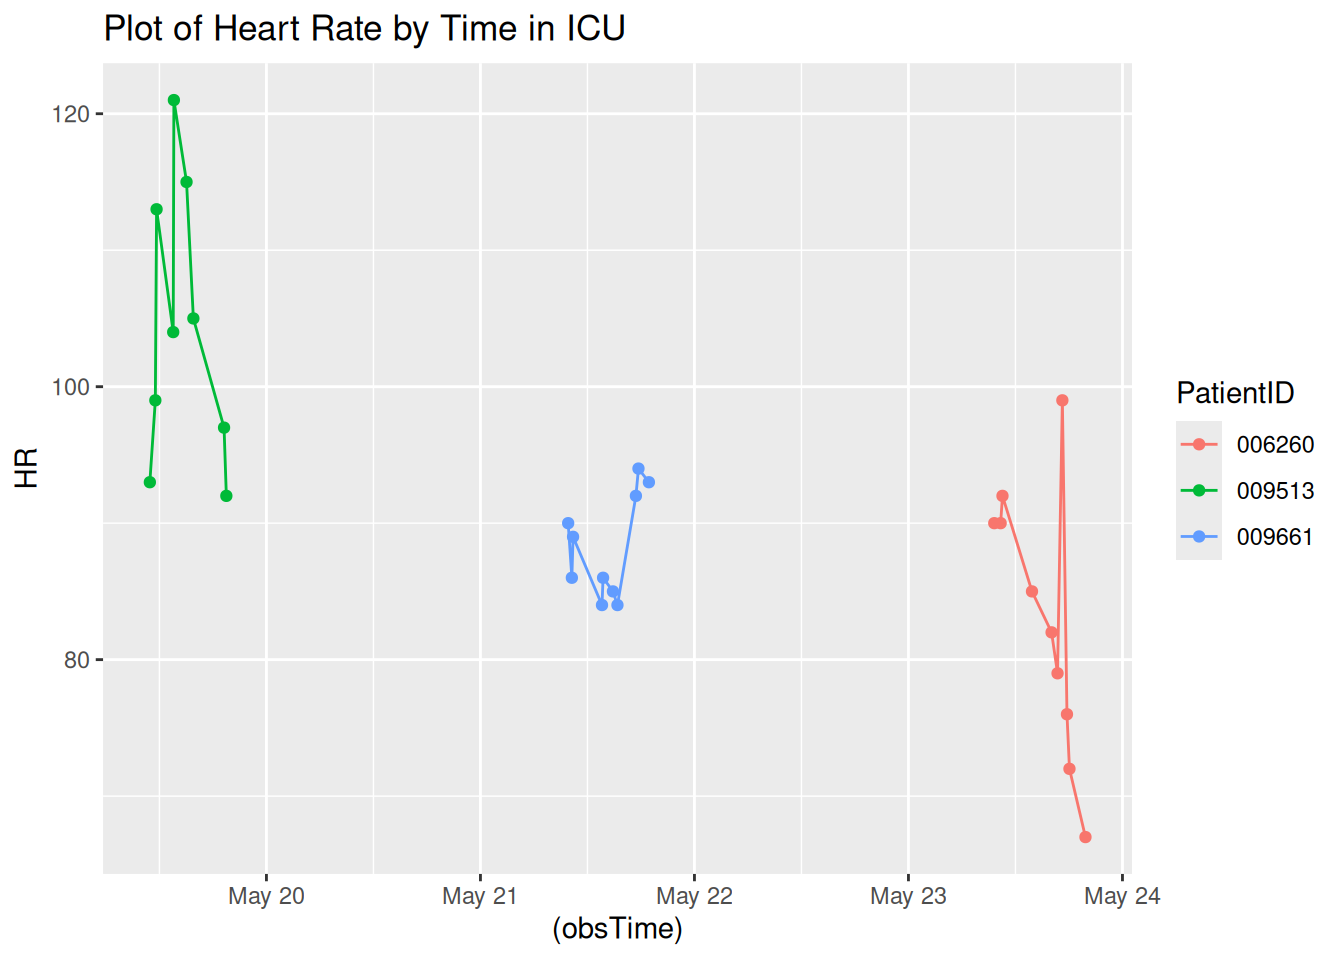 Plot of Heart Rate by Time in ICU
120
100
80
HR
May 20 May 21 May 22 May 23 May 24
(obsTime)
PatientID
006260
009513
009661